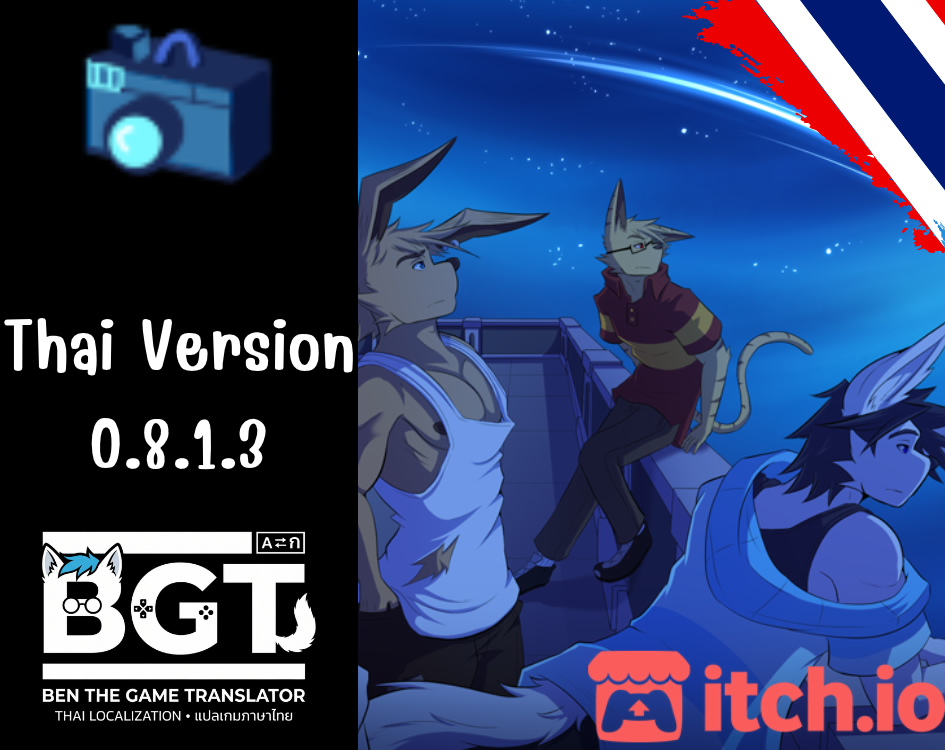 Thai Version
0.8.1.3
A⇄ก
BGT
BEN THE GAME TRANSLATOR
THAI LOCALIZATION • แปลเกมภาษาไทย
itch.io